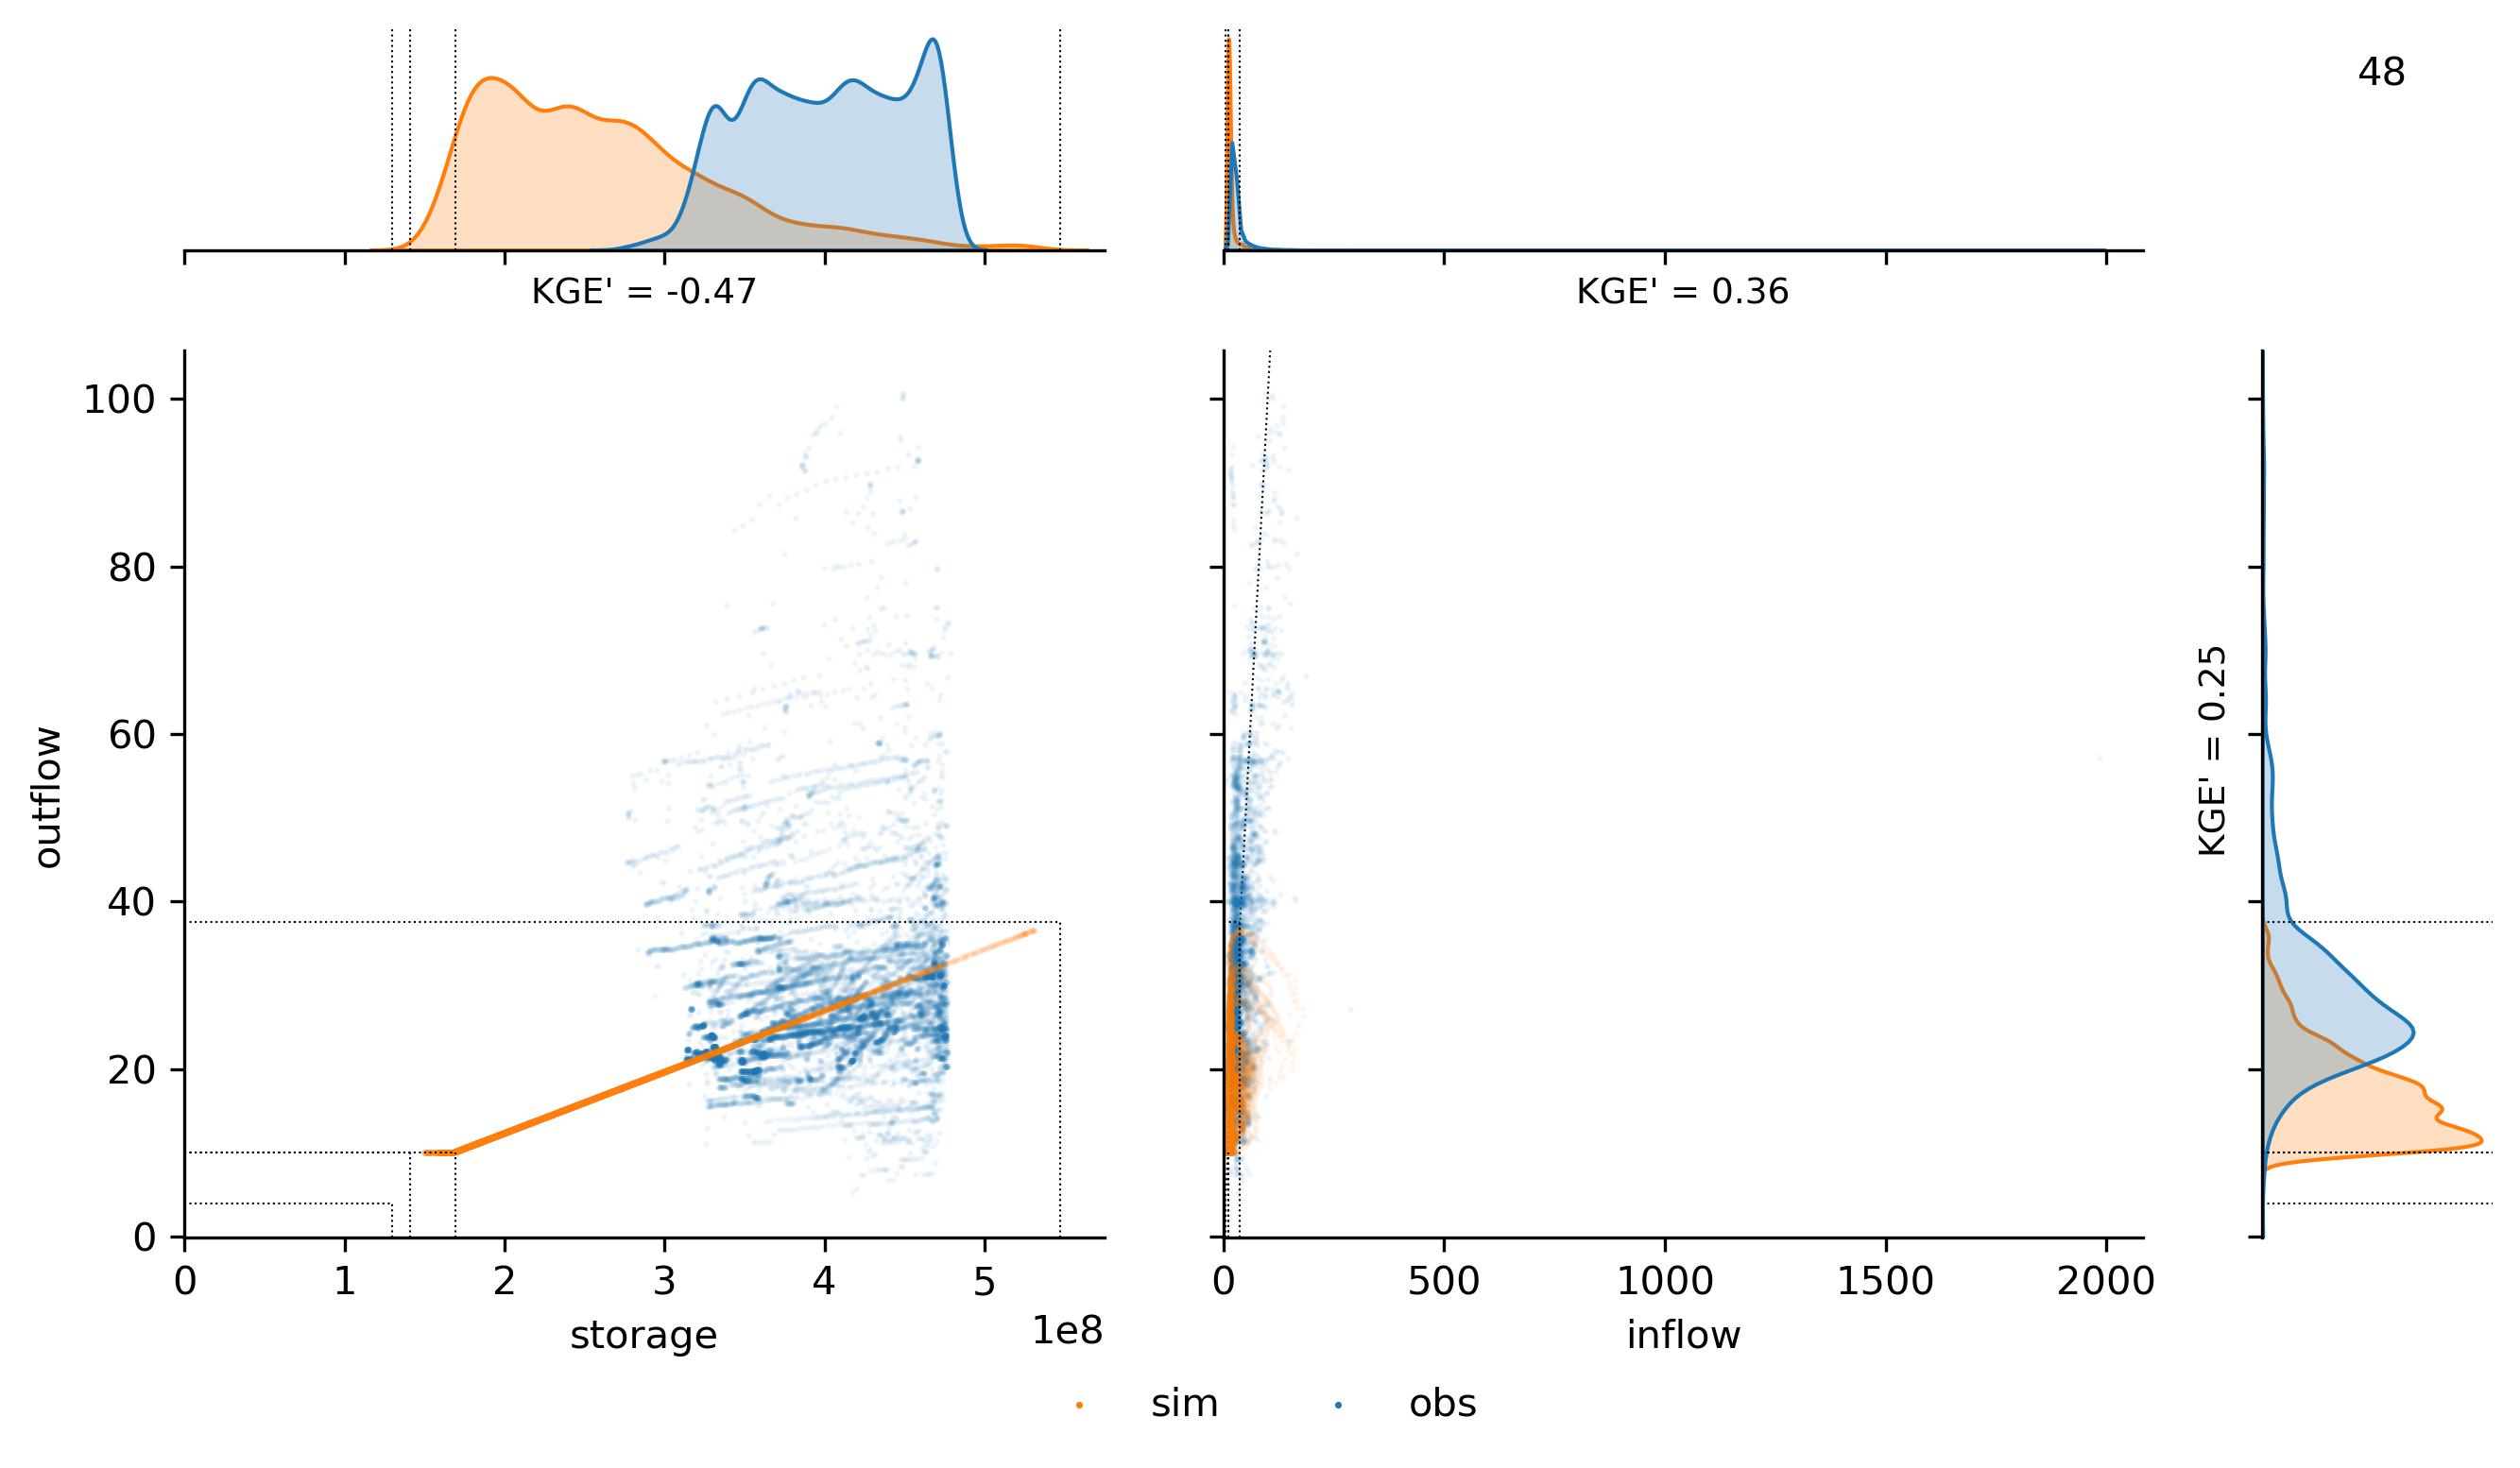 48
KGE' = -0.47
KGE' = 0.36
100
80
60
40
20
0
outflow
KGE' = 0.25
0 1 2 3 4 5
0 500 1000 1500 2000
storage
1e8
inflow
sim obs